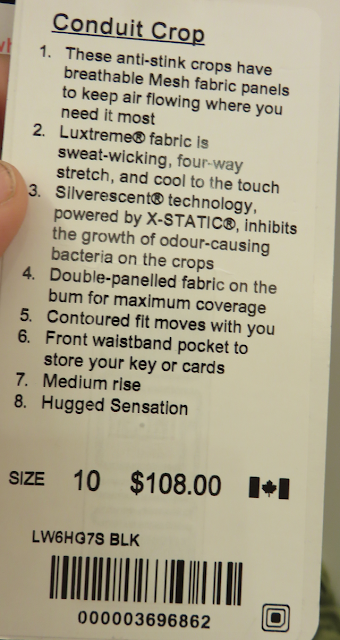 Conduit Crop
1. These anti-stink crops have
breathable Mesh fabric panels
to keep air flowing where you
need it most
2. Luxtreme® fabric is
sweat-wicking, four-way
stretch, and cool to the touch
3. Silverescent® technology,
powered by X-STATIC®, inhibits
the growth of odour-causing
bacteria on the crops
4. Double-panelled fabric on the
bum for maximum coverage
5. Contoured fit moves with you
6. Front waistband pocket to
store your key or cards
7. Medium rise
8. Hugged Sensation
SIZE 10 $108.00
LW6HG7S BLK
000003696862